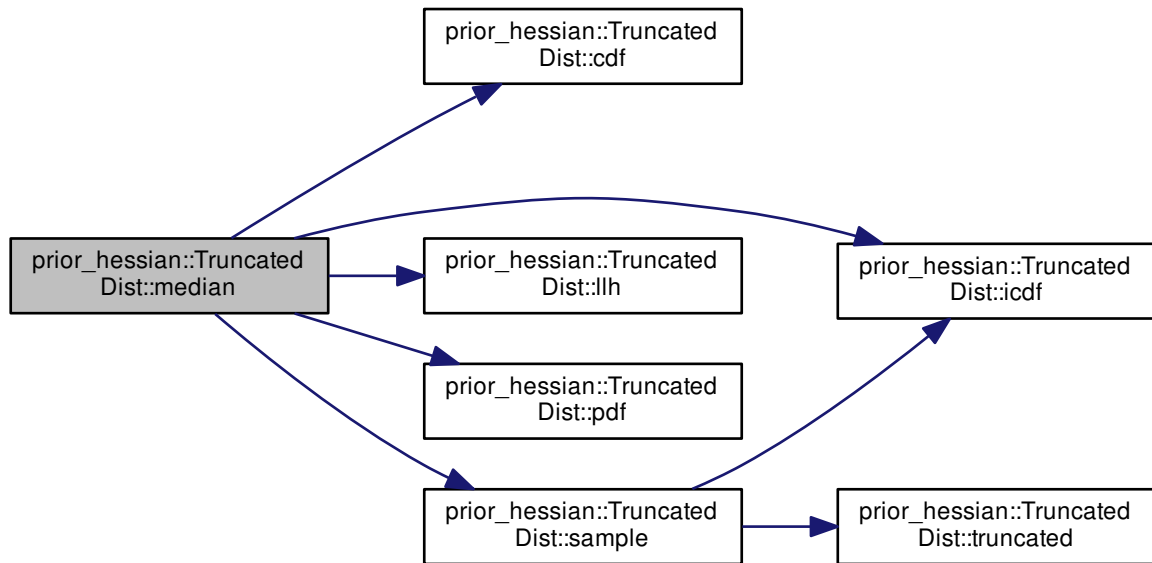 prior_hessian::Truncated
Dist::cdf
prior_hessian::Truncated
Dist::median
prior_hessian::Truncated
Dist::llh
prior_hessian::Truncated
Dist::icdf
prior_hessian::Truncated
Dist::pdf
prior_hessian::Truncated
Dist::sample
prior_hessian::Truncated
Dist::truncated